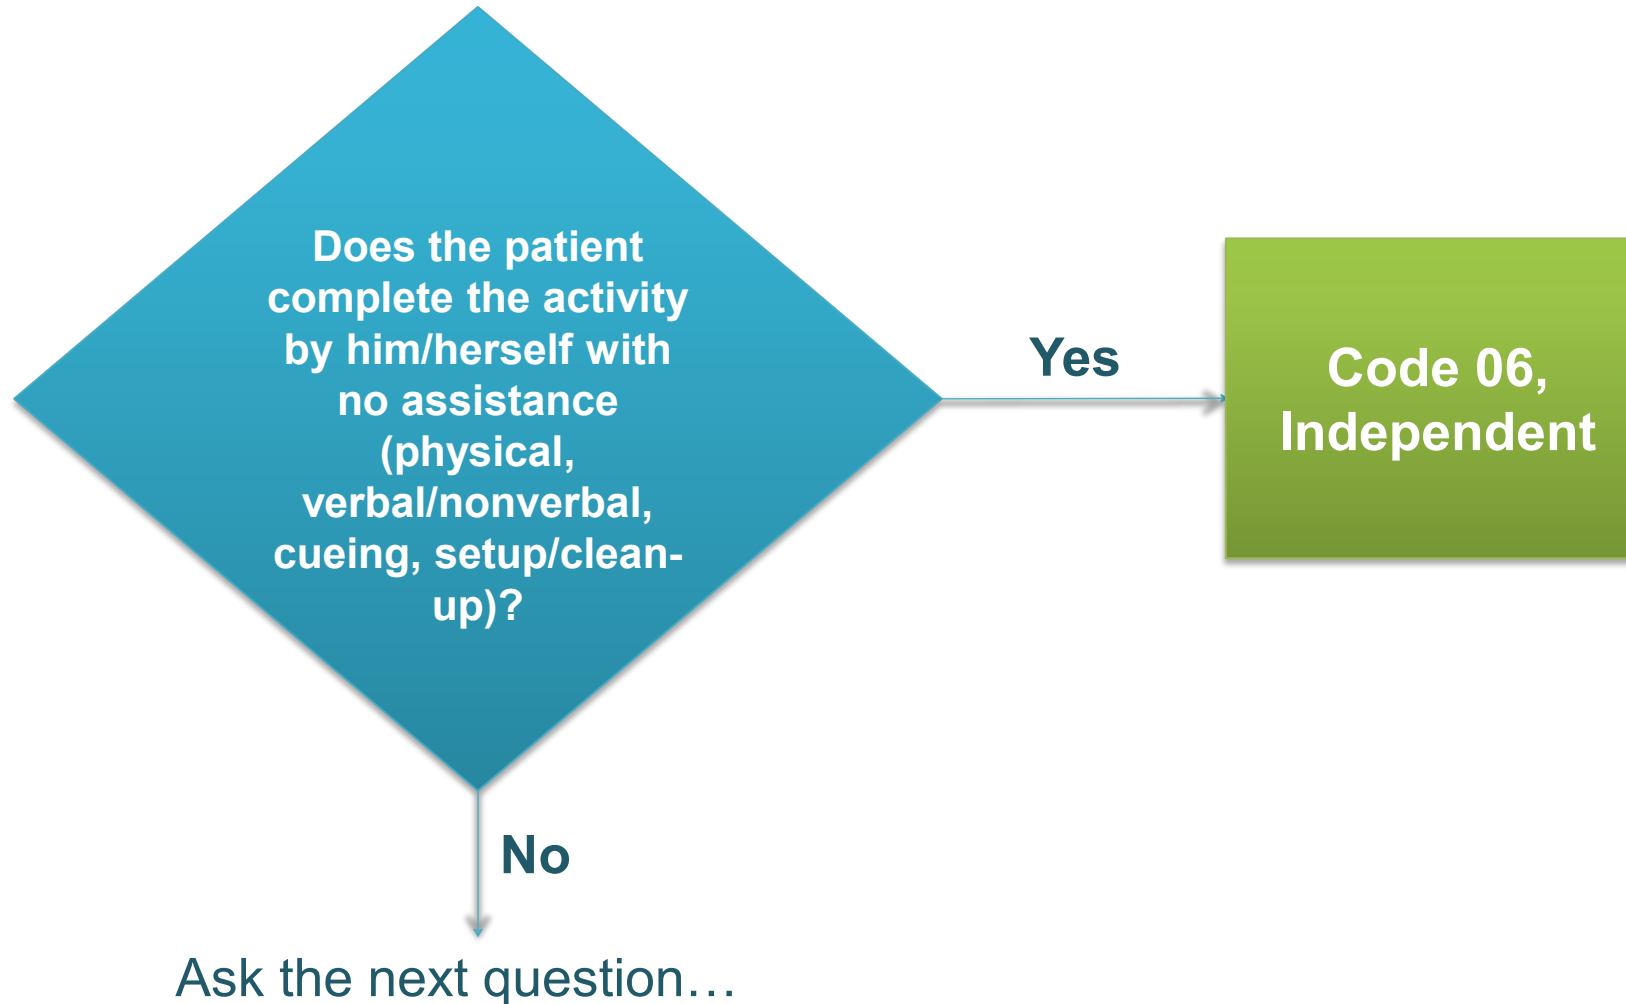 Does the patient
complete the activity
by him/herself with
no assistance
(physical,
verbal/nonverbal,
cueing, setup/clean-
up)?
Yes
Code 06,
Independent
No
Ask the next question…